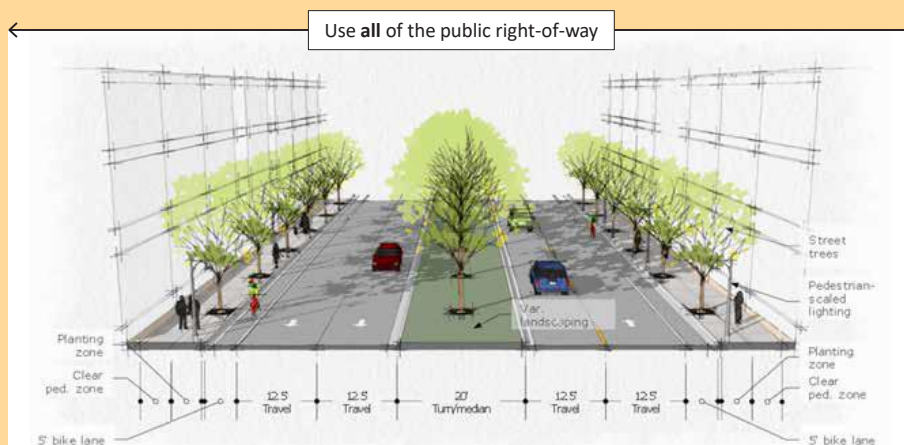 Use all of the public right-of-way
Street
trees
Pedestrian-
scaled
lighting
Var.
landscaping
Planting
zone
Clear
ped. zone
5' bike lane
12.5'
Travel
12.5'
Travel
20'
Turn/median
12.5'
Travel
12.5'
Travel
Planting
zone
Clear
ped. zone
5' bike lane